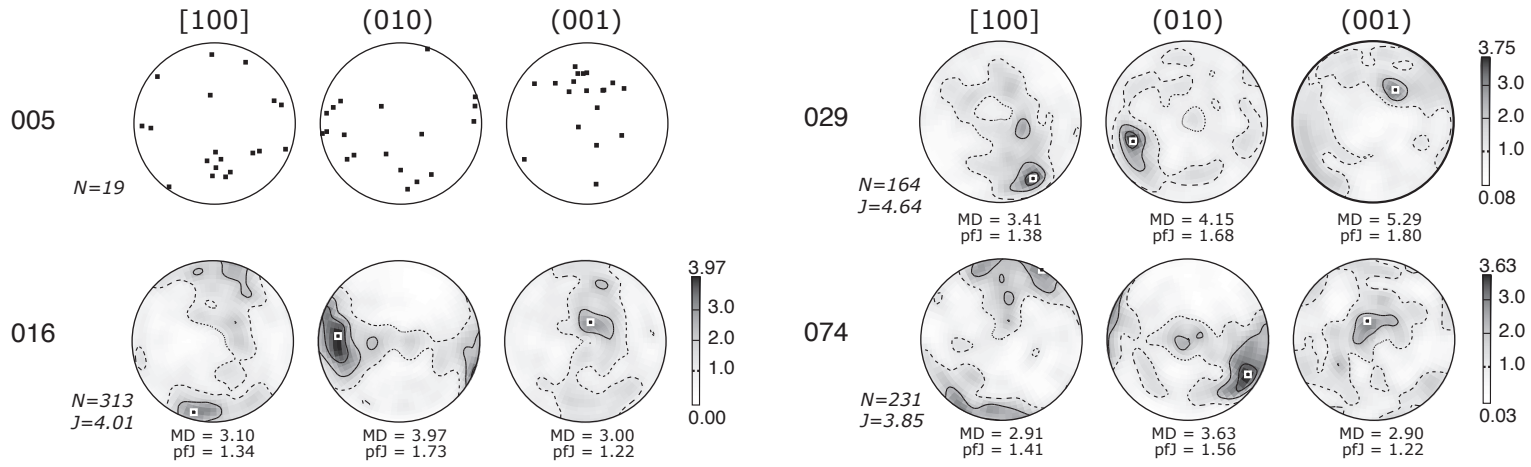 [100] (010) (001)
005
N=19
016
N=313
J=4.01
MD = 3.10
pfJ = 1.34
MD = 3.97
pfJ = 1.73
MD = 3.00
pfJ = 1.22
3.97
3.0
2.0
1.0
0.00
[100] (010) (001)
029
N=164
J=4.64
MD = 3.41
pfJ = 1.38
MD = 4.15
pfJ = 1.68
MD = 5.29
pfJ = 1.80
3.75
3.0
2.0
1.0
0.08
074
N=231
J=3.85
MD = 2.91
pfJ = 1.41
MD = 3.63
pfJ = 1.56
MD = 2.90
pfJ = 1.22
3.63
3.0
2.0
1.0
0.03